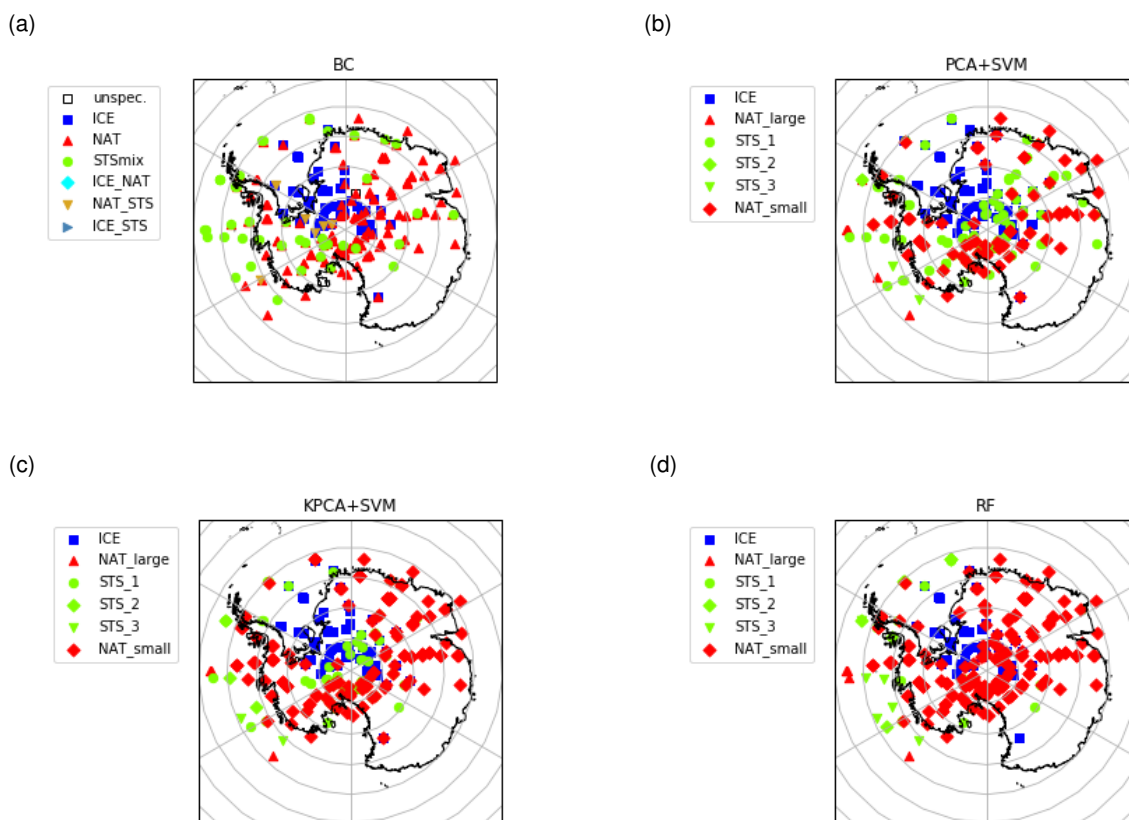 (a)
BC
unspec.
ICE
NAT
STSmix
ICE_NAT
NAT_STS
ICE_STS
(b)
PCA+SVM
ICE
NAT_large
STS_1
STS_2
STS_3
NAT_small
(c)
KPCA+SVM
ICE
NAT_large
STS_1
STS_2
STS_3
NAT_small
(d)
RF
ICE
NAT_large
STS_1
STS_2
STS_3
NAT_small